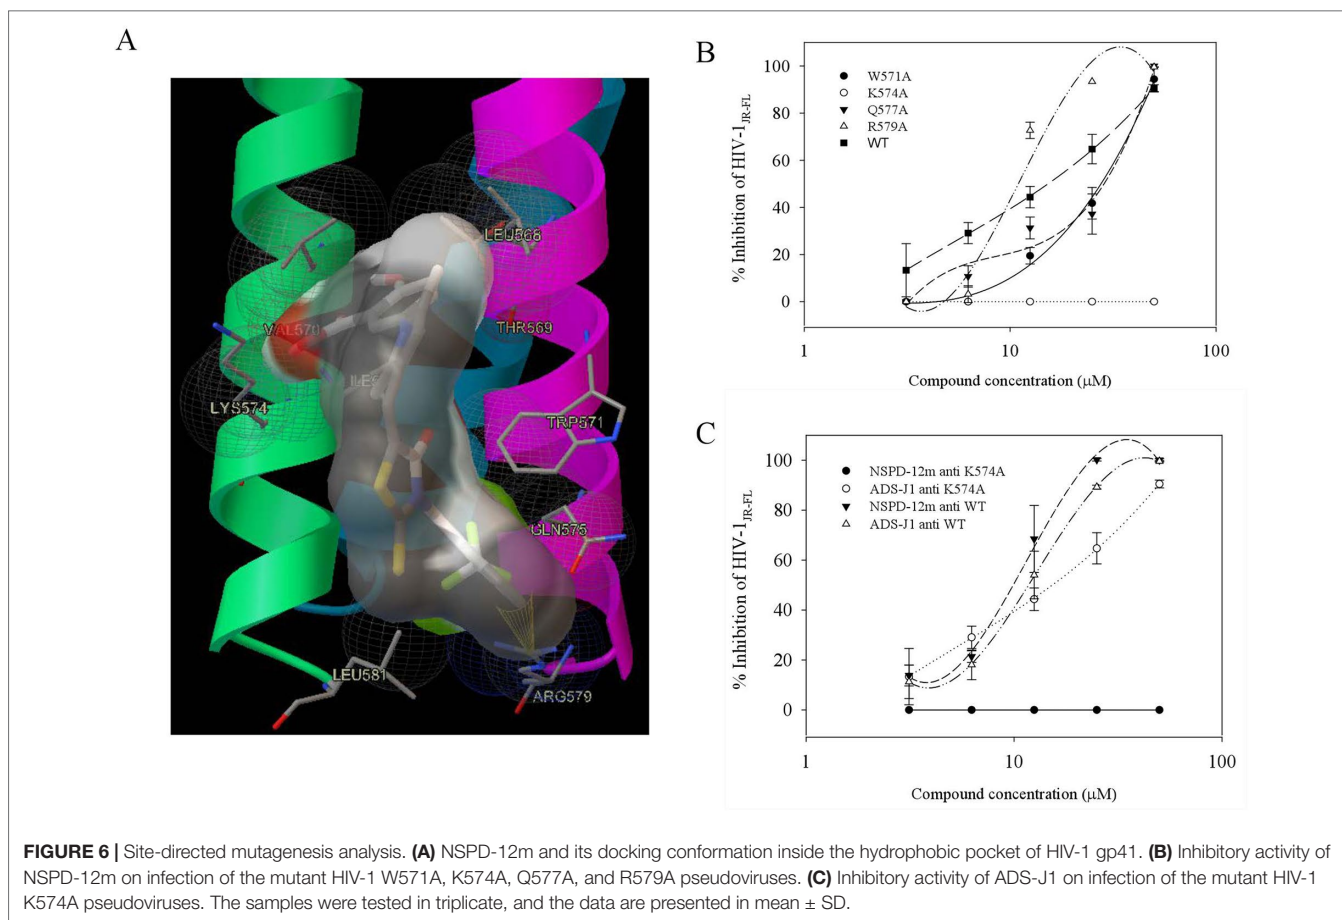 A
LEU568
VAL570
THR569
LYS574
TRP571
GLN575
LEU581
ARG579
B
% Inhibition of HIV-1JR-FL
100
80
60
40
20
0
W571A
K574A
Q577A
R579A
WT
1
10
100
Compound concentration (μM)
C
% Inhibition of HIV-1JR-FL
100
80
60
40
20
0
NSPD-12m anti K574A
ADS-J1 anti K574A
NSPD-12m anti WT
ADS-J1 anti WT
1
10
100
Compound concentration (μM)
FIGURE 6 | Site-directed mutagenesis analysis. (A) NSPD-12m and its docking conformation inside the hydrophobic pocket of HIV-1 gp41. (B) Inhibitory activity of
NSPD-12m on infection of the mutant HIV-1 W571A, K574A, Q577A, and R579A pseudoviruses. (C) Inhibitory activity of ADS-J1 on infection of the mutant HIV-1
K574A pseudoviruses. The samples were tested in triplicate, and the data are presented in mean ± SD.